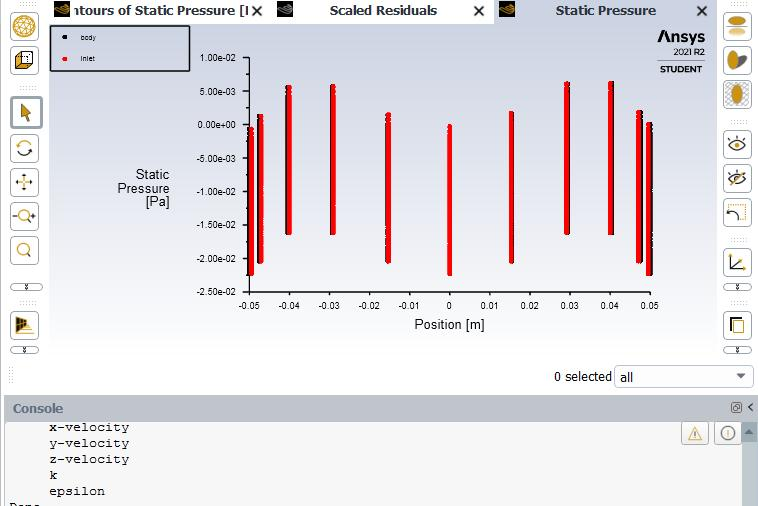 ntours of Static Pressure [I
Scaled Residuals
Static Pressure
body
inlet
Ansys
2021 R2
STUDENT
1.00e-02
5.00e-03
0.00e+00
-5.00e-03
-1.00e-02
-1.50e-02
-2.00e-02
-2.50e-02
Static
Pressure
[Pa]
-0.05
-0.04
-0.03
-0.02
-0.01
0
0.01
0.02
0.03
0.04
0.05
Position [m]
0 selected
all
Console
x-velocity
y-velocity
z-velocity
k
epsilon
Done